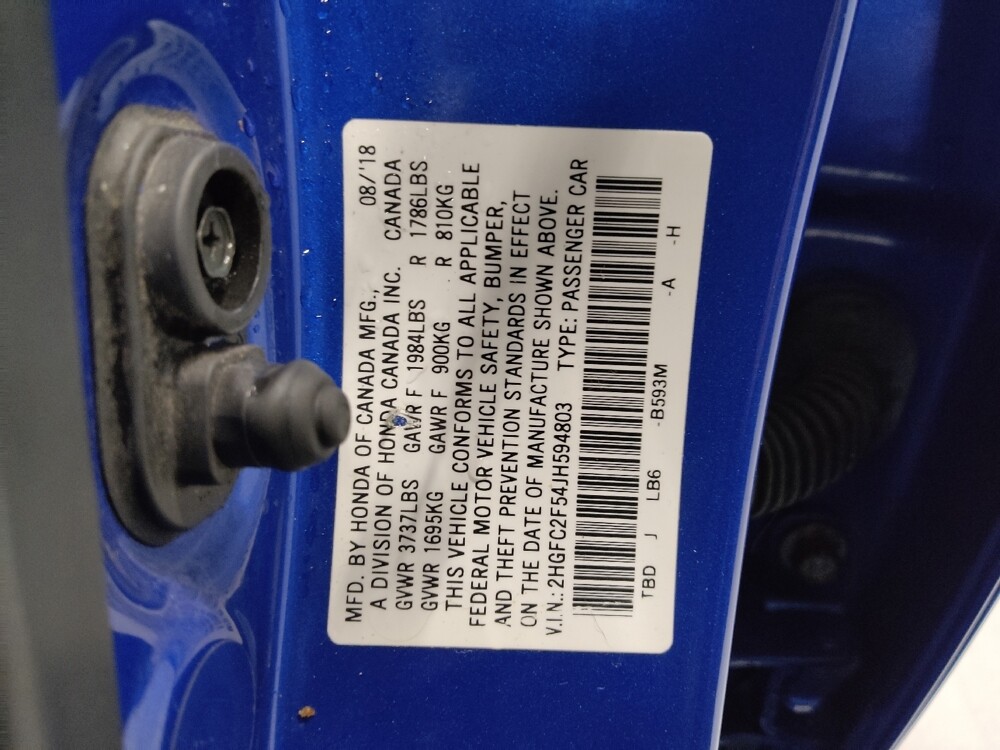 MFD. BY HONDA OF CANADA MFG., 08/'18
A DIVISION OF HONDA CANADA INC. CANADA
GVWR 3737LBS GAWR F 1984LBS R 1786LBS
GVWR 1695KG GAWR F 900KG R 810KG
THIS VEHICLE CONFORMS TO ALL APPLICABLE
FEDERAL MOTOR VEHICLE SAFETY, BUMPER,
AND THEFT PREVENTION STANDARDS IN EFFECT
ON THE DATE OF MANUFACTURE SHOWN ABOVE.
V.I.N.: 2HGFC2F54JH594803 TYPE: PASSENGER CAR
TBD J LB6 -B593M -A -H